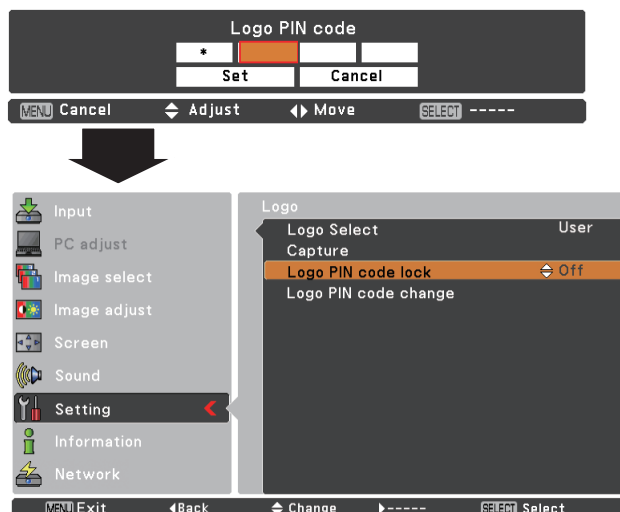 Logo PIN code
*
Set Cancel
MENU Cancel Adjust Move SELECT -----
Input
PC adjust
Image select
Image adjust
Screen
Sound
Setting
Information
Network
Logo
Logo Select User
Capture
Logo PIN code lock Off
Logo PIN code change
MENU Exit Back Change ----- SELECT Select